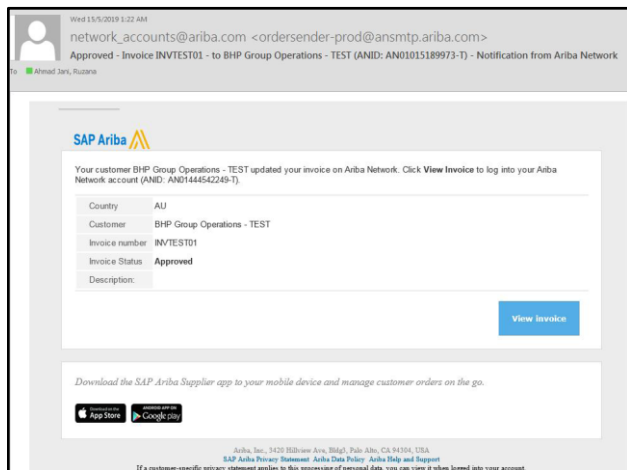 Wed 15/5/2019 1:22 AM
network_accounts@ariba.com <ordersender-prod@ansmtp.ariba.com>
Approved - Invoice INVTEST01 - to BHP Group Operations - TEST (ANID: AN01015189973-T) - Notification from Ariba Network
To Ahmad Jani, Ruzana
SAP Ariba
Your customer BHP Group Operations - TEST updated your invoice on Ariba Network. Click View Invoice to log into your Ariba
Network account (ANID: AN01444542249-T).
Country AU
Customer BHP Group Operations - TEST
Invoice number INVTEST01
Invoice Status Approved
Description:
View invoice
Download the SAP Ariba Supplier app to your mobile device and manage customer orders on the go.
Download on the App Store
ANDROID APP ON Google play
Ariba, Inc., 3420 Hillview Ave, Bldg3, Palo Alto, CA 94304, USA
SAP Ariba Privacy Statement Ariba Data Policy Ariba Help and Support
If a customer-specific privacy statement applies to this processing of personal data, you can view it when logged into your account.